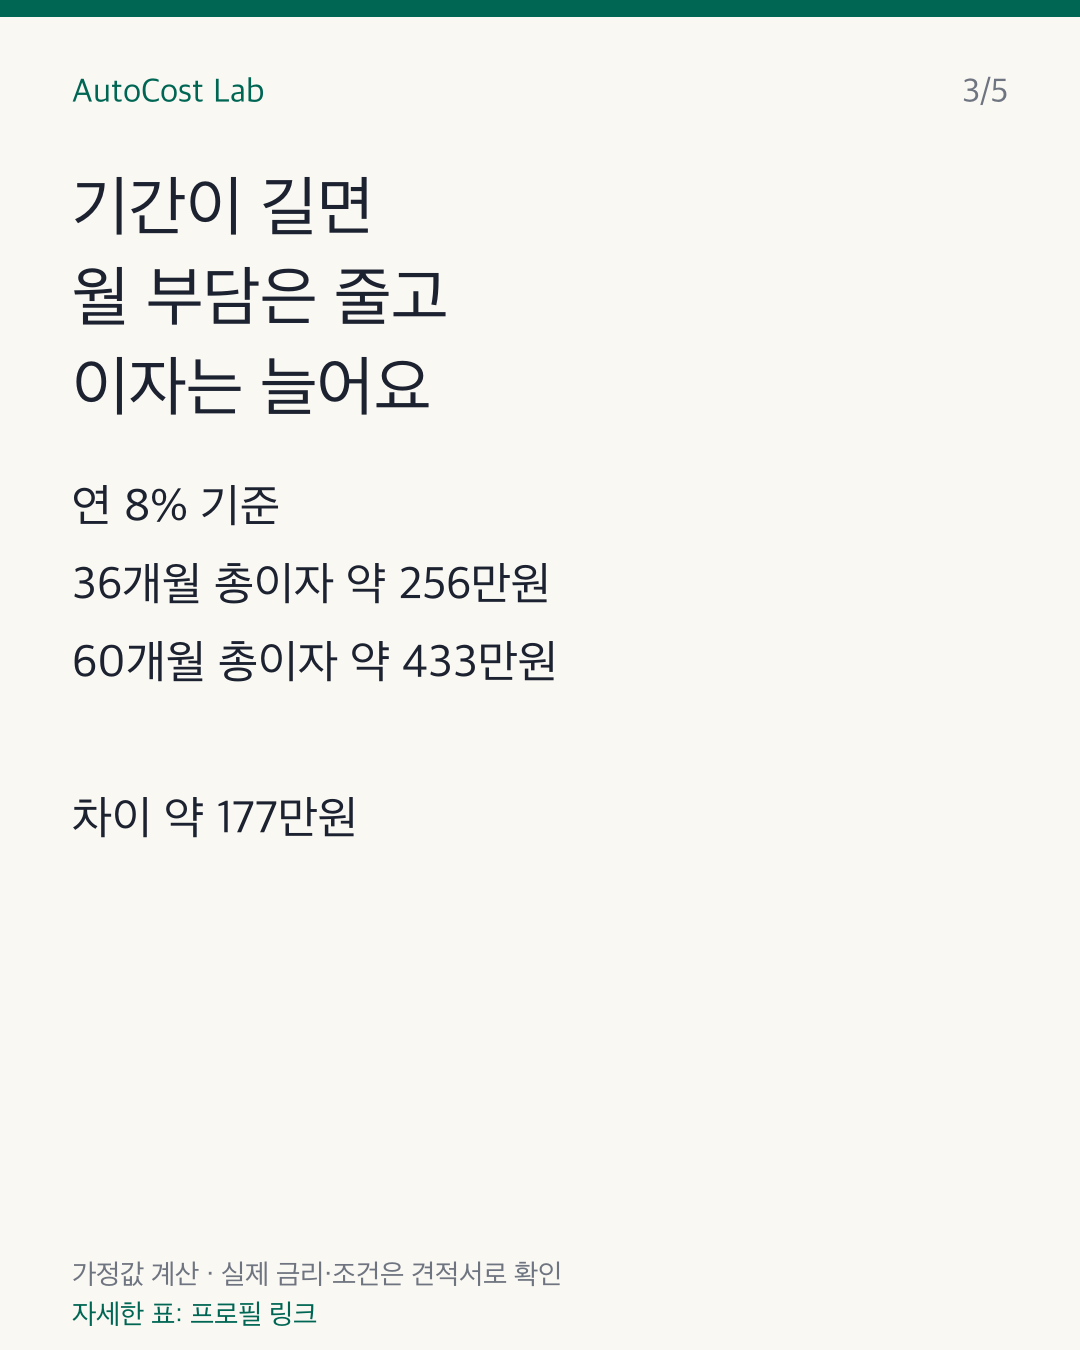 AutoCost Lab
3/5
기간이 길면
월 부담은 줄고
이자는 늘어요
연 8% 기준
36개월 총이자 약 256만원
60개월 총이자 약 433만원
차이 약 177만원
가정값 계산 · 실제 금리·조건은 견적서로 확인
자세한 표: 프로필 링크